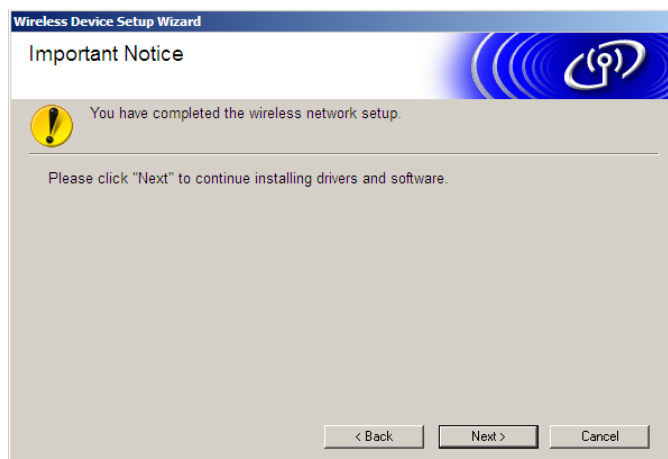 Wireless Device Setup Wizard
Important Notice
You have completed the wireless network setup.
Please click "Next" to continue installing drivers and software.
< Back
Next >
Cancel